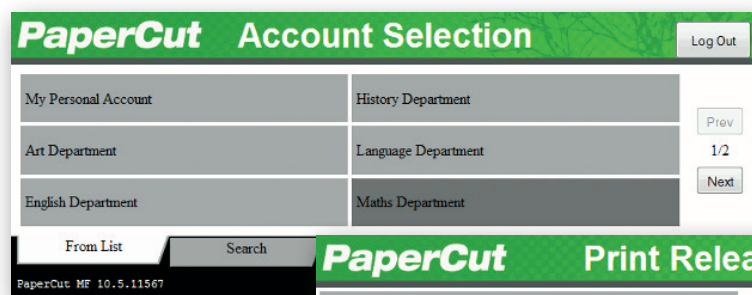 PaperCut Account Selection
Log Out
My Personal Account
History Department
Prev
Art Department
Language Department
1/2
Next
English Department
Maths Department
From List
Search
PaperCut MF 10.5.11567
PaperCut Print Relea